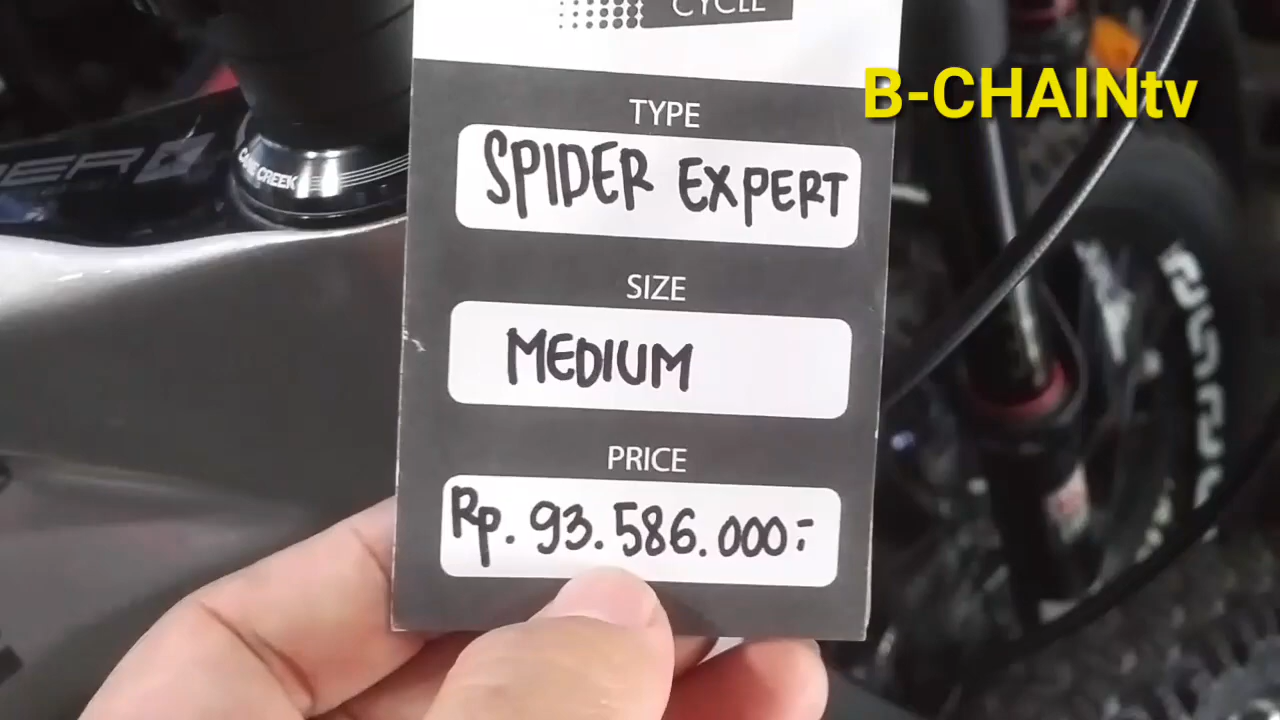 CYCLE
B-CHAINtv
TYPE
SPIDER EXPERT
CANE CREEK
SIZE
MEDIUM
PRICE
Rp. 93.586.000:-